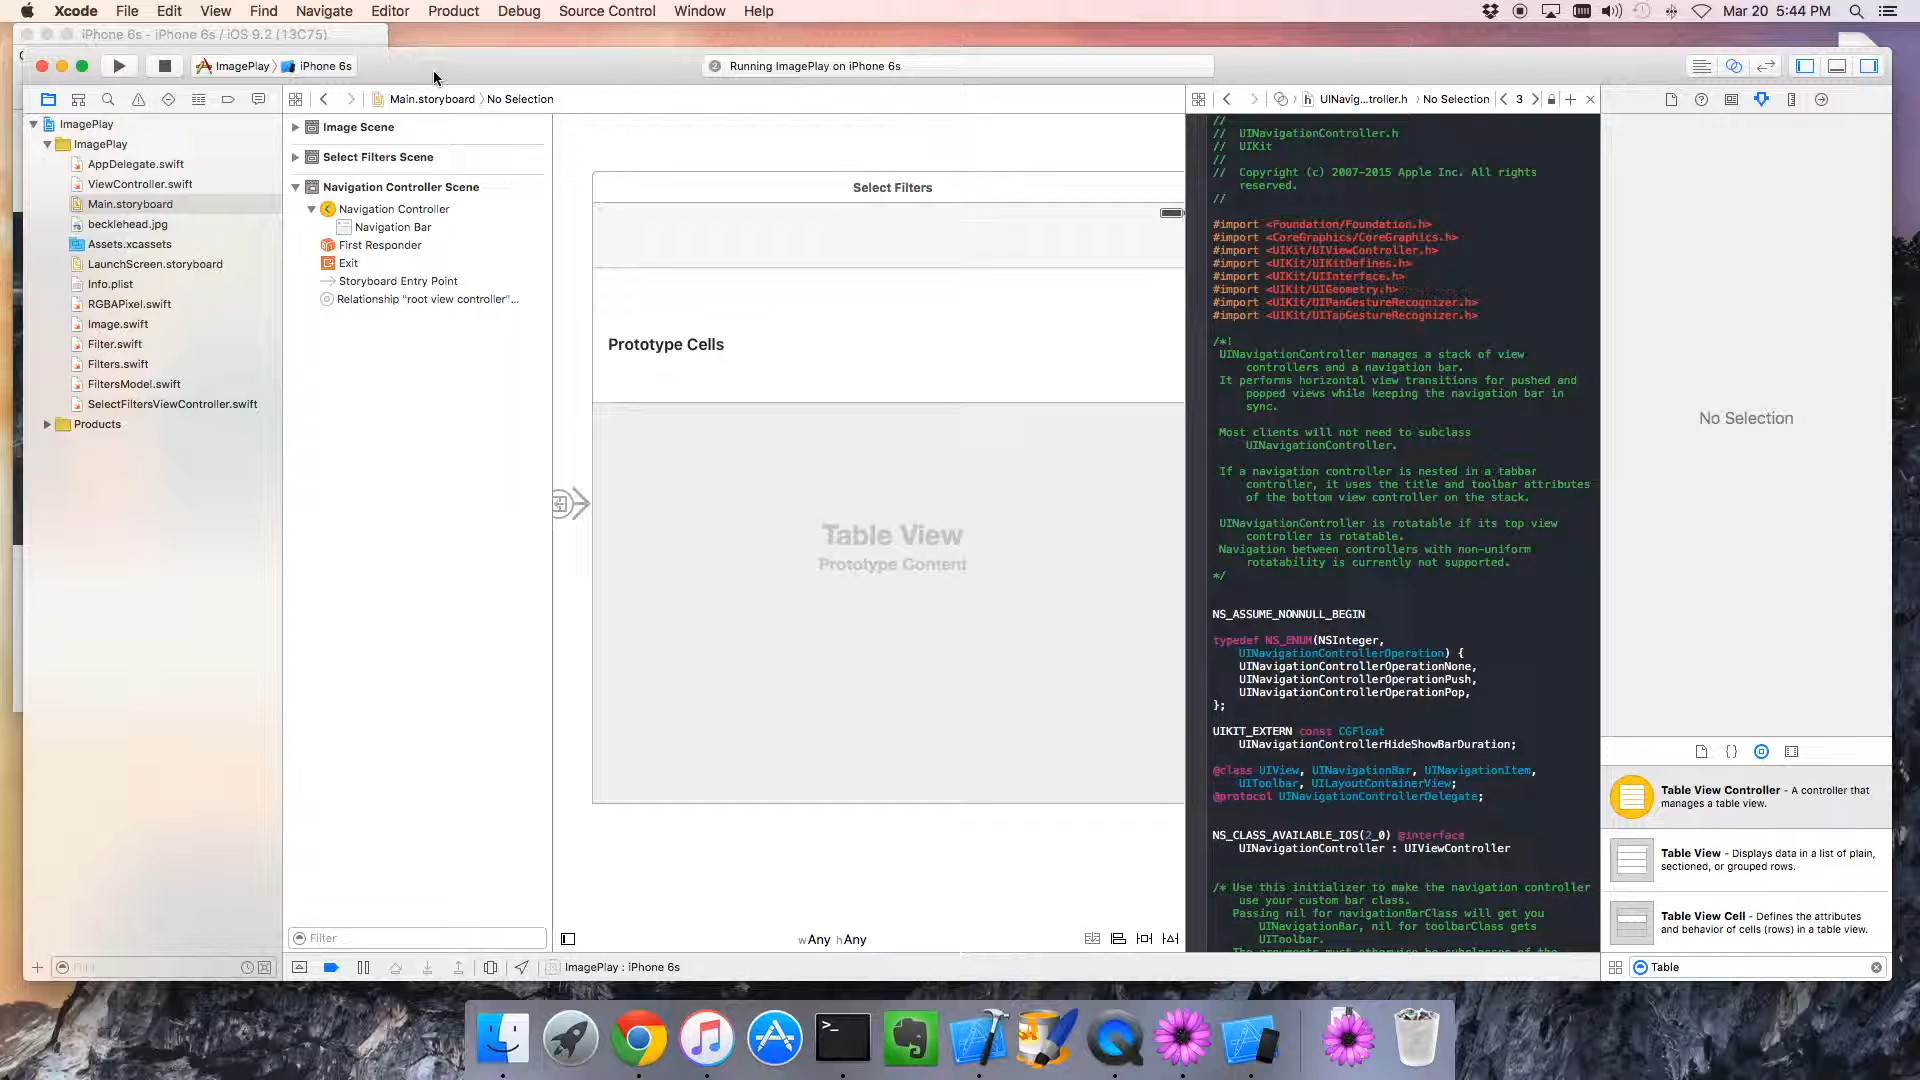 Xcode File Edit View Find Navigate Editor Product Debug Source Control Window Help Mar 20 5:44 PM
iPhone 6s - iPhone 6s / iOS 9.2 (13C75)
ImagePlay iPhone 6s
2 Running ImagePlay on iPhone 6s
Main.storyboard No Selection
UINavig...troller.h No Selection 3
ImagePlay
ImagePlay
AppDelegate.swift
ViewController.swift
Main.storyboard
becklehead.jpg
Assets.xcassets
LaunchScreen.storyboard
Info.plist
RGBAPixel.swift
Image.swift
Filter.swift
Filters.swift
FiltersModel.swift
SelectFiltersViewController.swift
Products
Image Scene
Select Filters Scene
Navigation Controller Scene
Navigation Controller
Navigation Bar
First Responder
Exit
Storyboard Entry Point
Relationship "root view controller"...
Filter
Select Filters
Prototype Cells
Table View
Prototype Content
wAny hAny
ImagePlay : iPhone 6s
//
// UINavigationController.h
// UIKit
//
// Copyright (c) 2007-2015 Apple Inc. All rights
reserved.
//
#import <Foundation/Foundation.h>
#import <CoreGraphics/CoreGraphics.h>
#import <UIKit/UIViewController.h>
#import <UIKit/UIKitDefines.h>
#import <UIKit/UIInterface.h>
#import <UIKit/UIGeometry.h>
#import <UIKit/UIPanGestureRecognizer.h>
#import <UIKit/UITapGestureRecognizer.h>
/*!
UINavigationController manages a stack of view
controllers and a navigation bar.
It performs horizontal view transitions for pushed and
popped views while keeping the navigation bar in
sync.
Most clients will not need to subclass
UINavigationController.
If a navigation controller is nested in a tabbar
controller, it uses the title and toolbar attributes
of the bottom view controller on the stack.
UINavigationController is rotatable if its top view
controller is rotatable.
Navigation between controllers with non-uniform
rotatability is currently not supported.
*/
NS_ASSUME_NONNULL_BEGIN
typedef NS_ENUM(NSInteger,
UINavigationControllerOperation) {
UINavigationControllerOperationNone,
UINavigationControllerOperationPush,
UINavigationControllerOperationPop,
};
UIKIT_EXTERN const CGFloat
UINavigationControllerHideShowBarDuration;
@class UIView, UINavigationBar, UINavigationItem,
UIToolbar, UILayoutContainerView;
@protocol UINavigationControllerDelegate;
NS_CLASS_AVAILABLE_IOS(2_0) @interface
UINavigationController : UIViewController
/* Use this initializer to make the navigation controller
use your custom bar class.
Passing nil for navigationBarClass will get you
UINavigationBar, nil for toolbarClass gets
UIToolbar.
The arguments must otherwise be subclasses of the
No Selection
Table View Controller - A controller that
manages a table view.
Table View - Displays data in a list of plain,
sectioned, or grouped rows.
Table View Cell - Defines the attributes
and behavior of cells (rows) in a table view.
Table